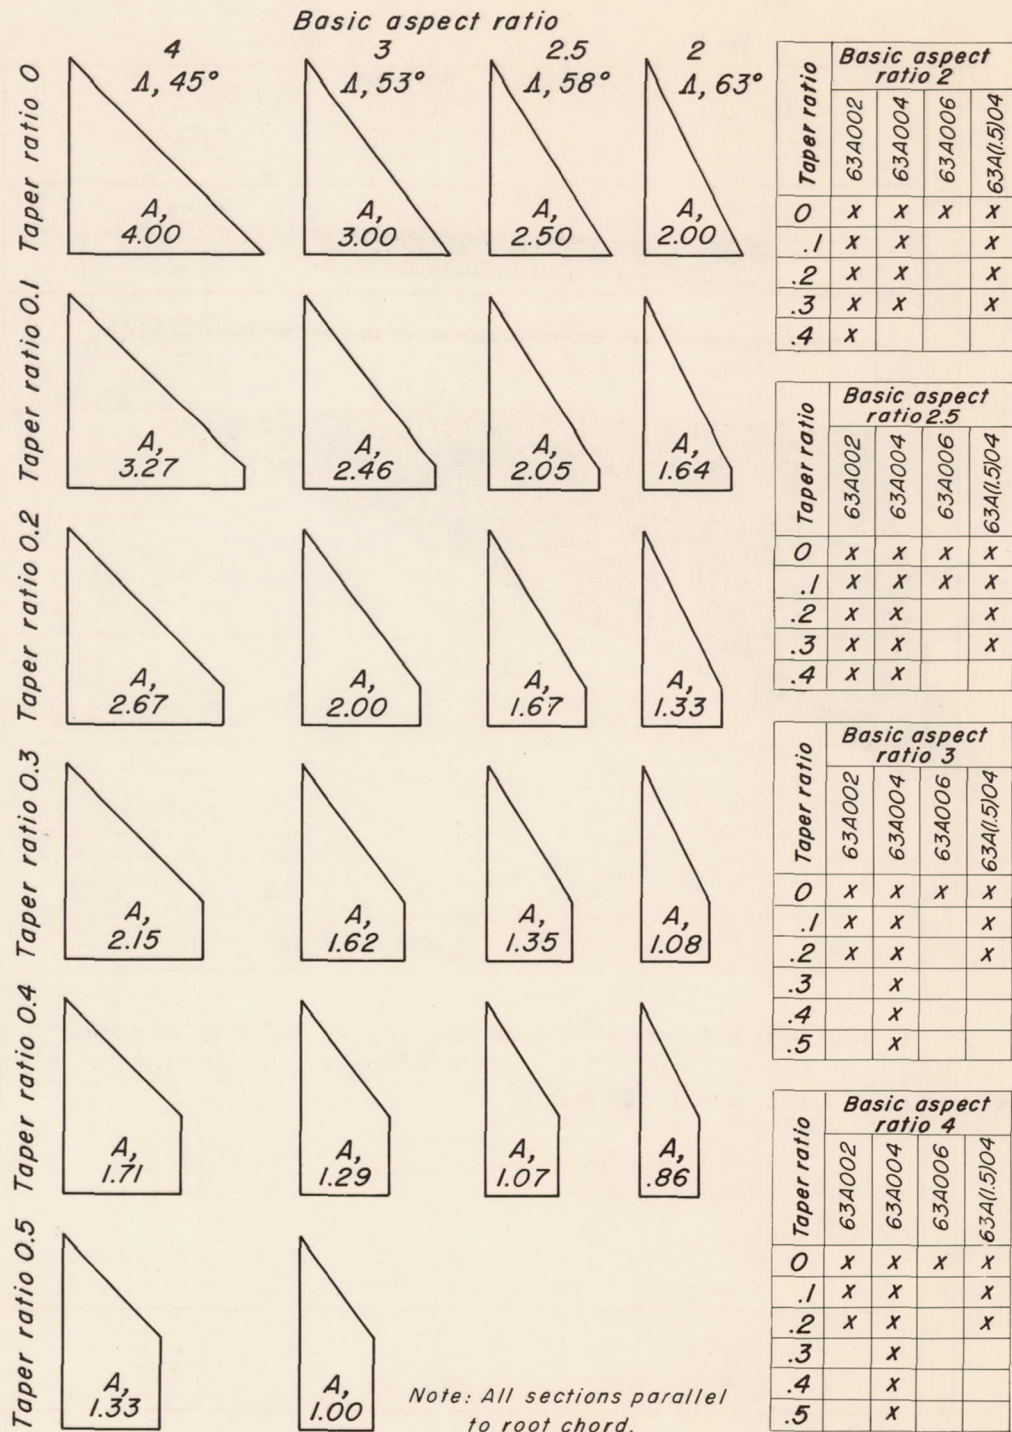 Basic aspect ratio
4 3 2.5 2
Λ, 45° Λ, 53° Λ, 58° Λ, 63°
Taper ratio 0
A, A, A, A,
4.00 3.00 2.50 2.00
Taper ratio 0.1
A, A, A, A,
3.27 2.46 2.05 1.64
Taper ratio 0.2
A, A, A, A,
2.67 2.00 1.67 1.33
Taper ratio 0.3
A, A, A, A,
2.15 1.62 1.35 1.08
Taper ratio 0.4
A, A, A, A,
1.71 1.29 1.07 .86
Taper ratio 0.5
A, A,
1.33 1.00
Note: All sections parallel
to root chord.
Basic aspect
ratio 2
Taper ratio 63A002 63A004 63A006 63A(1.5)04
0 x x x x
.1 x x x
.2 x x x
.3 x x x
.4 x
Basic aspect
ratio 2.5
Taper ratio 63A002 63A004 63A006 63A(1.5)04
0 x x x x
.1 x x x x
.2 x x x
.3 x x x
.4 x x
Basic aspect
ratio 3
Taper ratio 63A002 63A004 63A006 63A(1.5)04
0 x x x x
.1 x x x
.2 x x x
.3 x
.4 x
.5 x
Basic aspect
ratio 4
Taper ratio 63A002 63A004 63A006 63A(1.5)04
0 x x x x
.1 x x x
.2 x x x
.3 x
.4 x
.5 x